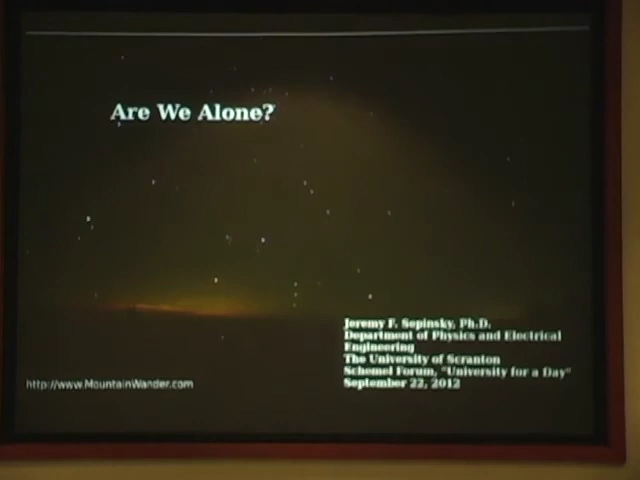 Are We Alone?
Jeremy F. Sepinsky, Ph.D.
Department of Physics and Electrical
Engineering
The University of Scranton
Schemel Forum, "University for a Day"
September 22, 2012
http://www.MountainWander.com